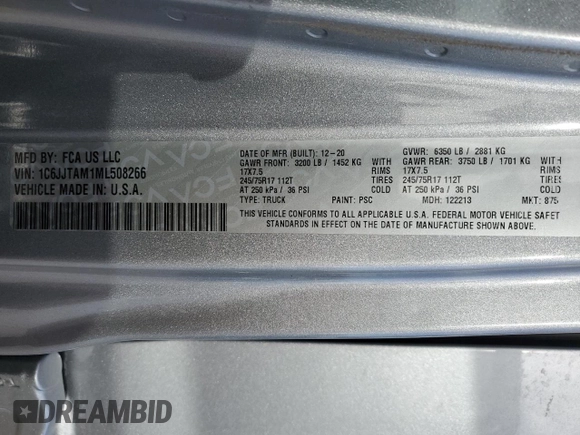 MFD BY: FCA US LLC
VIN: 1C6JJTAM1ML508266
VEHICLE MADE IN U.S.A.
DATE OF MFR (BUILT): 12-20
GAWR FRONT: 3200 LB / 1452 KG
17X7.5 RIMS
245/75R17 112T TIRES
AT 250 kPa / 36 PSI COLD
TYPE: TRUCK PAINT: PSC
GVWR: 6350 LB / 2881 KG
GAWR REAR: 3750 LB / 1701 KG
17X7.5 RIMS
245/75R17 112T TIRES
AT 250 kPa / 36 PSI COLD
MDH: 122213 MKT: 875
THIS VEHICLE CONFORMS TO ALL APPLICABLE U.S.A. FEDERAL MOTOR VEHICLE SAFET
STANDARDS IN EFFECT ON THE DATE OF MANUFACTURE SHOWN ABOVE.
DREAMBID